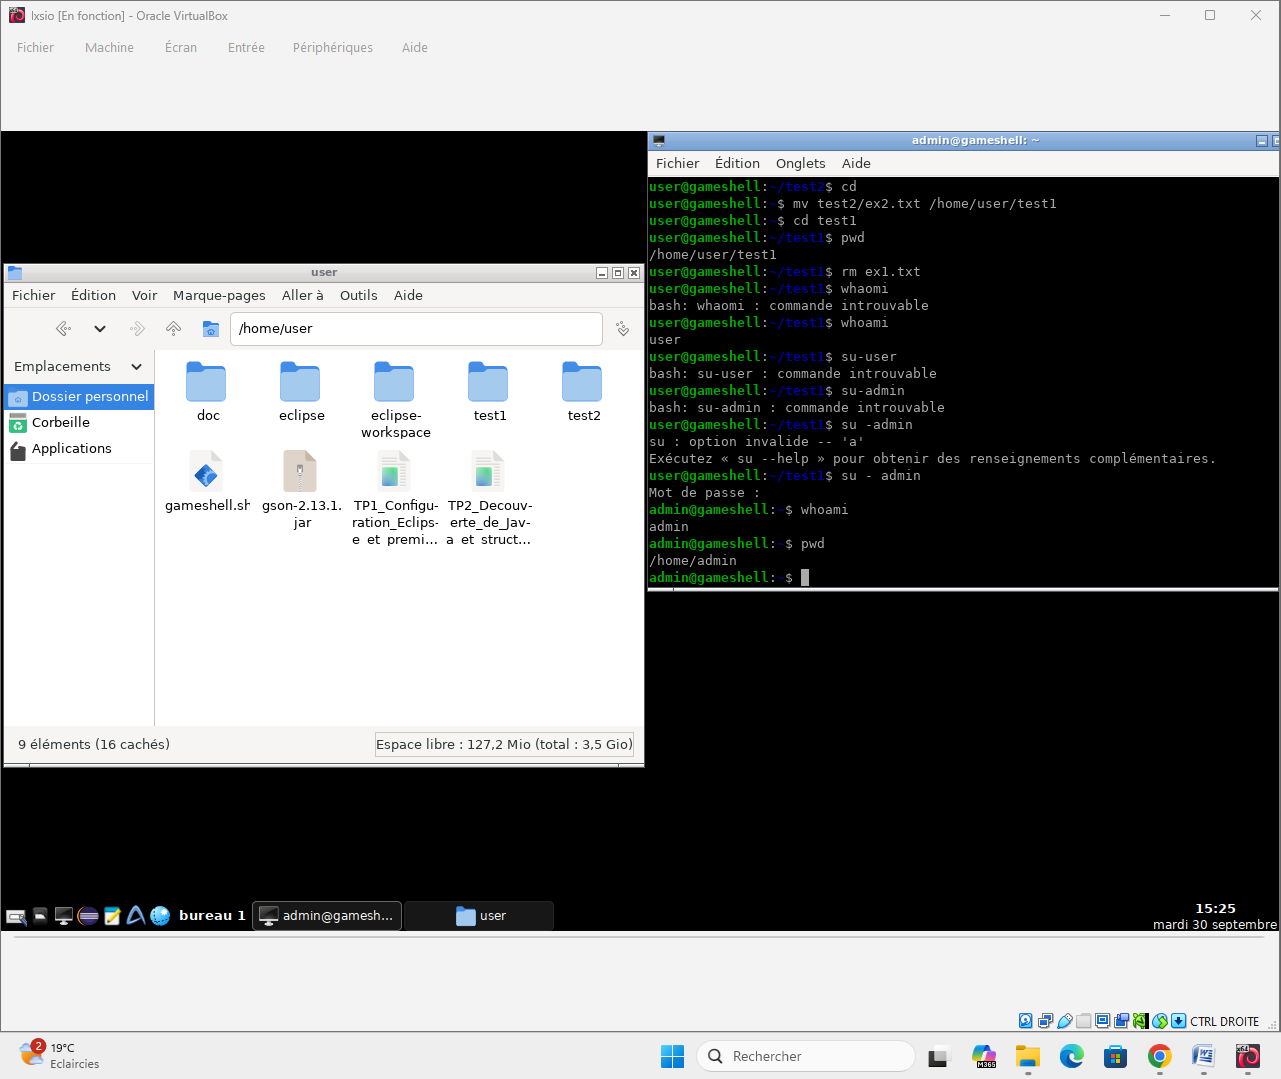 lxsio [En fonction] - Oracle VirtualBox
Fichier Machine Écran Entrée Périphériques Aide
admin@gameshell: ~
Fichier Édition Onglets Aide
user@gameshell:~/test2$ cd
user@gameshell:~$ mv test2/ex2.txt /home/user/test1
user@gameshell:~$ cd test1
user@gameshell:~/test1$ pwd
/home/user/test1
user@gameshell:~/test1$ rm ex1.txt
user@gameshell:~/test1$ whaomi
bash: whaomi : commande introuvable
user@gameshell:~/test1$ whoami
user
user@gameshell:~/test1$ su-user
bash: su-user : commande introuvable
user@gameshell:~/test1$ su-admin
bash: su-admin : commande introuvable
user@gameshell:~/test1$ su -admin
su : option invalide -- 'a'
Exécutez « su --help » pour obtenir des renseignements complémentaires.
user@gameshell:~/test1$ su - admin
Mot de passe :
admin@gameshell:~$ whoami
admin
admin@gameshell:~$ pwd
/home/admin
admin@gameshell:~$
user
Fichier Édition Voir Marque-pages Aller à Outils Aide
/home/user
Emplacements
Dossier personnel
Corbeille
Applications
doc
eclipse
eclipse-
workspace
test1
test2
gameshell.sh
gson-2.13.1.
jar
TP1_Configu-
ration_Eclips-
e_et_premi...
TP2_Decouv-
erte_de_Jav-
a_et_struct...
9 éléments (16 cachés)
Espace libre : 127,2 Mio (total : 3,5 Gio)
bureau 1
admin@gamesh...
user
15:25
mardi 30 septembre
CTRL DROITE
2
19°C
Eclaircies
Rechercher
M365
x64